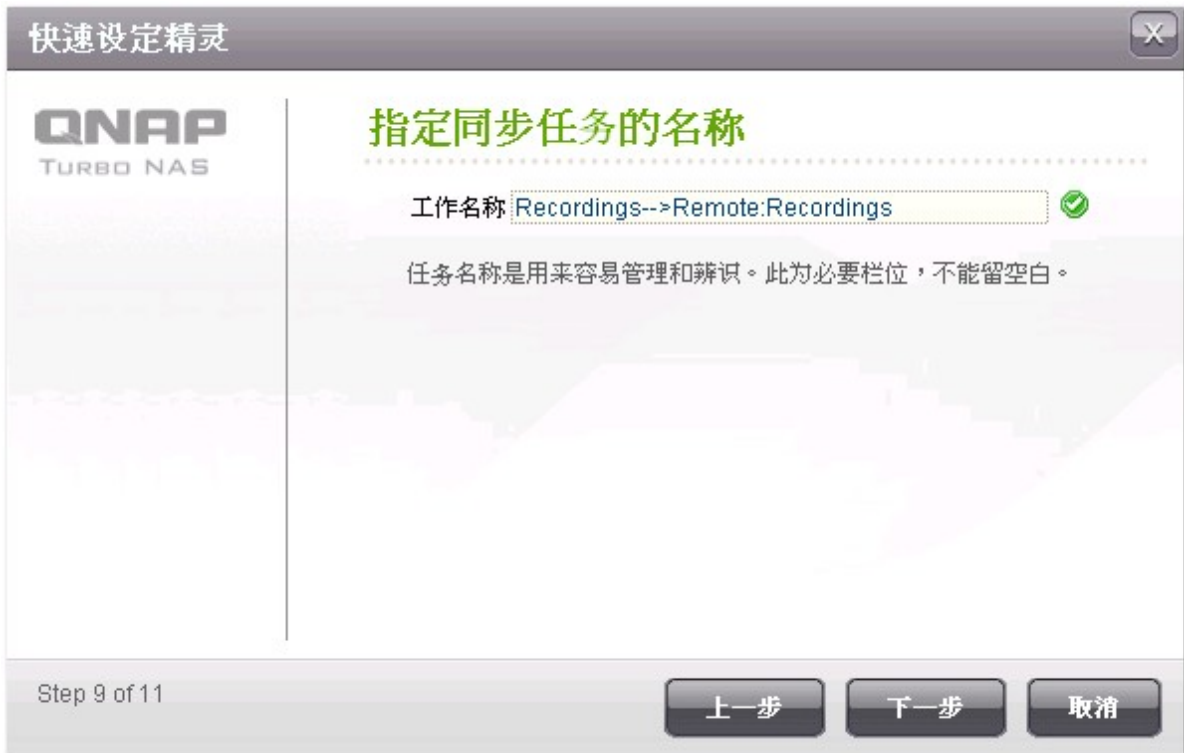 快速设定精灵
X
QNAP
TURBO NAS
指定同步任务的名称
工作名称 Recordings-->Remote:Recordings
任务名称是用来容易管理和辨识。此为必要栏位，不能留空白。
Step 9 of 11
上一步
下一步
取消